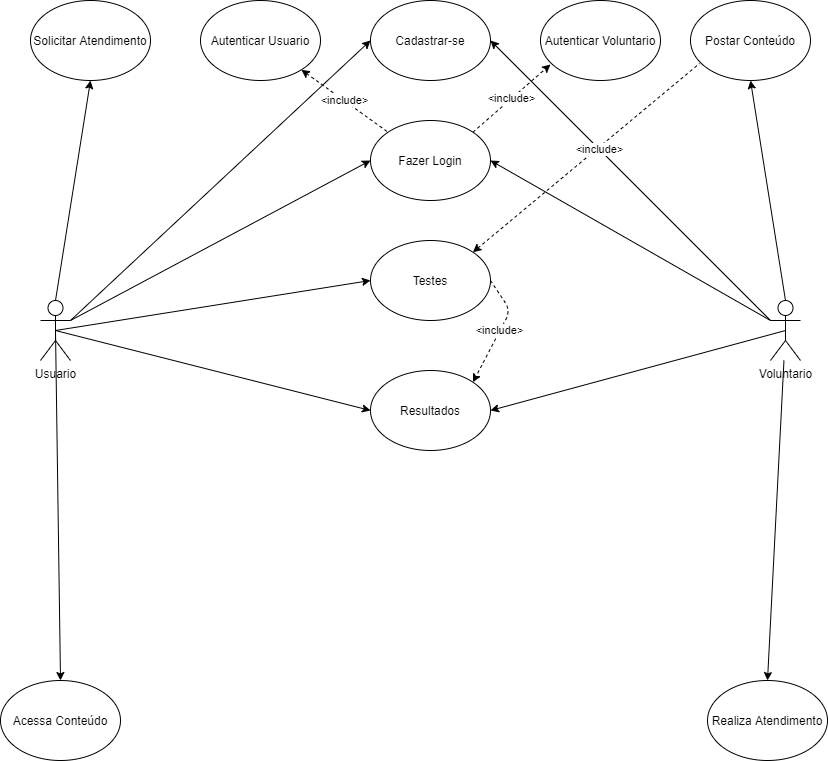 Solicitar Atendimento
Autenticar Usuario
Cadastrar-se
Autenticar Voluntario
Postar Conteúdo
<include>
<include>
<include>
Fazer Login
Testes
<include>
Usuario
Voluntario
Resultados
Acessa Conteúdo
Realiza Atendimento